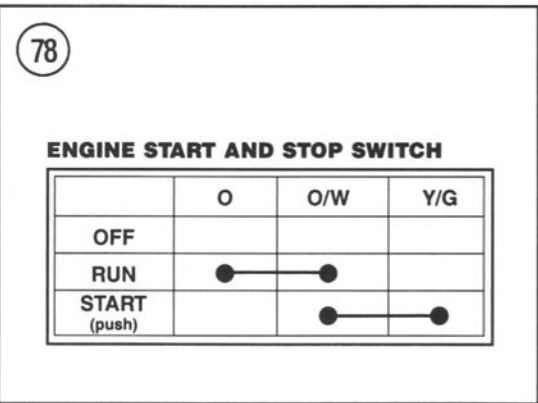 78
ENGINE START AND STOP SWITCH
O O/W Y/G
OFF
RUN
START
(push)